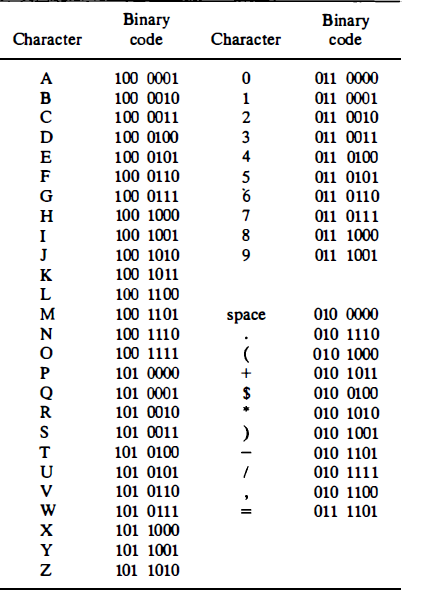 Character Binary code Character Binary code
A 100 0001 0 011 0000
B 100 0010 1 011 0001
C 100 0011 2 011 0010
D 100 0100 3 011 0011
E 100 0101 4 011 0100
F 100 0110 5 011 0101
G 100 0111 6 011 0110
H 100 1000 7 011 0111
I 100 1001 8 011 1000
J 100 1010 9 011 1001
K 100 1011
L 100 1100
M 100 1101 space 010 0000
N 100 1110 . 010 1110
O 100 1111 ( 010 1000
P 101 0000 + 010 1011
Q 101 0001 $ 010 0100
R 101 0010 * 010 1010
S 101 0011 ) 010 1001
T 101 0100 − 010 1101
U 101 0101 / 010 1111
V 101 0110 , 010 1100
W 101 0111 = 011 1101
X 101 1000
Y 101 1001
Z 101 1010